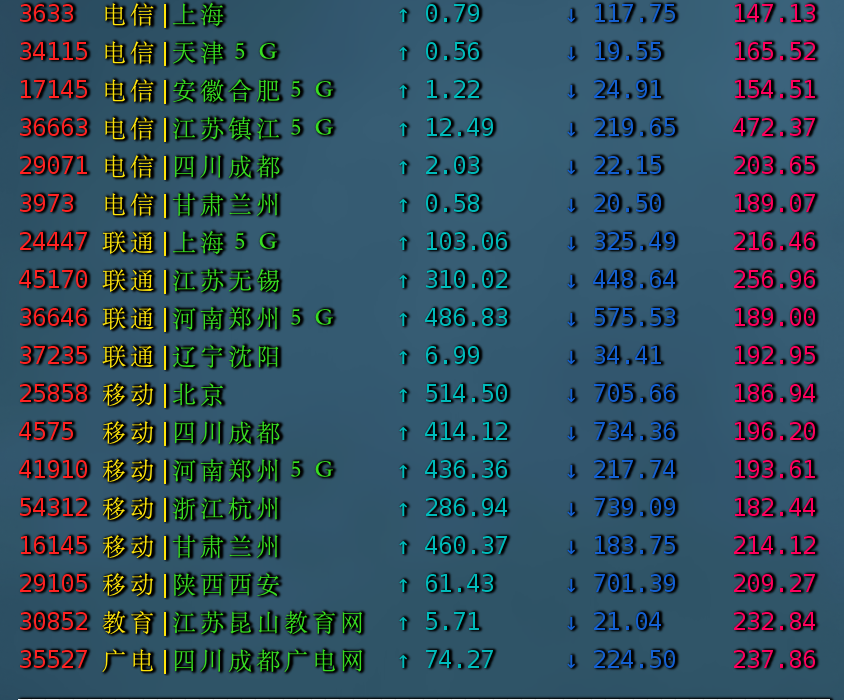 3633 电信|上海 ↑ 0.79 ↓ 117.75 147.13
34115 电信|天津５Ｇ ↑ 0.56 ↓ 19.55 165.52
17145 电信|安徽合肥５Ｇ ↑ 1.22 ↓ 24.91 154.51
36663 电信|江苏镇江５Ｇ ↑ 12.49 ↓ 219.65 472.37
29071 电信|四川成都 ↑ 2.03 ↓ 22.15 203.65
3973 电信|甘肃兰州 ↑ 0.58 ↓ 20.50 189.07
24447 联通|上海５Ｇ ↑ 103.06 ↓ 325.49 216.46
45170 联通|江苏无锡 ↑ 310.02 ↓ 448.64 256.96
36646 联通|河南郑州５Ｇ ↑ 486.83 ↓ 575.53 189.00
37235 联通|辽宁沈阳 ↑ 6.99 ↓ 34.41 192.95
25858 移动|北京 ↑ 514.50 ↓ 705.66 186.94
4575 移动|四川成都 ↑ 414.12 ↓ 734.36 196.20
41910 移动|河南郑州５Ｇ ↑ 436.36 ↓ 217.74 193.61
54312 移动|浙江杭州 ↑ 286.94 ↓ 739.09 182.44
16145 移动|甘肃兰州 ↑ 460.37 ↓ 183.75 214.12
29105 移动|陕西西安 ↑ 61.43 ↓ 701.39 209.27
30852 教育|江苏昆山教育网 ↑ 5.71 ↓ 21.04 232.84
35527 广电|四川成都广电网 ↑ 74.27 ↓ 224.50 237.86